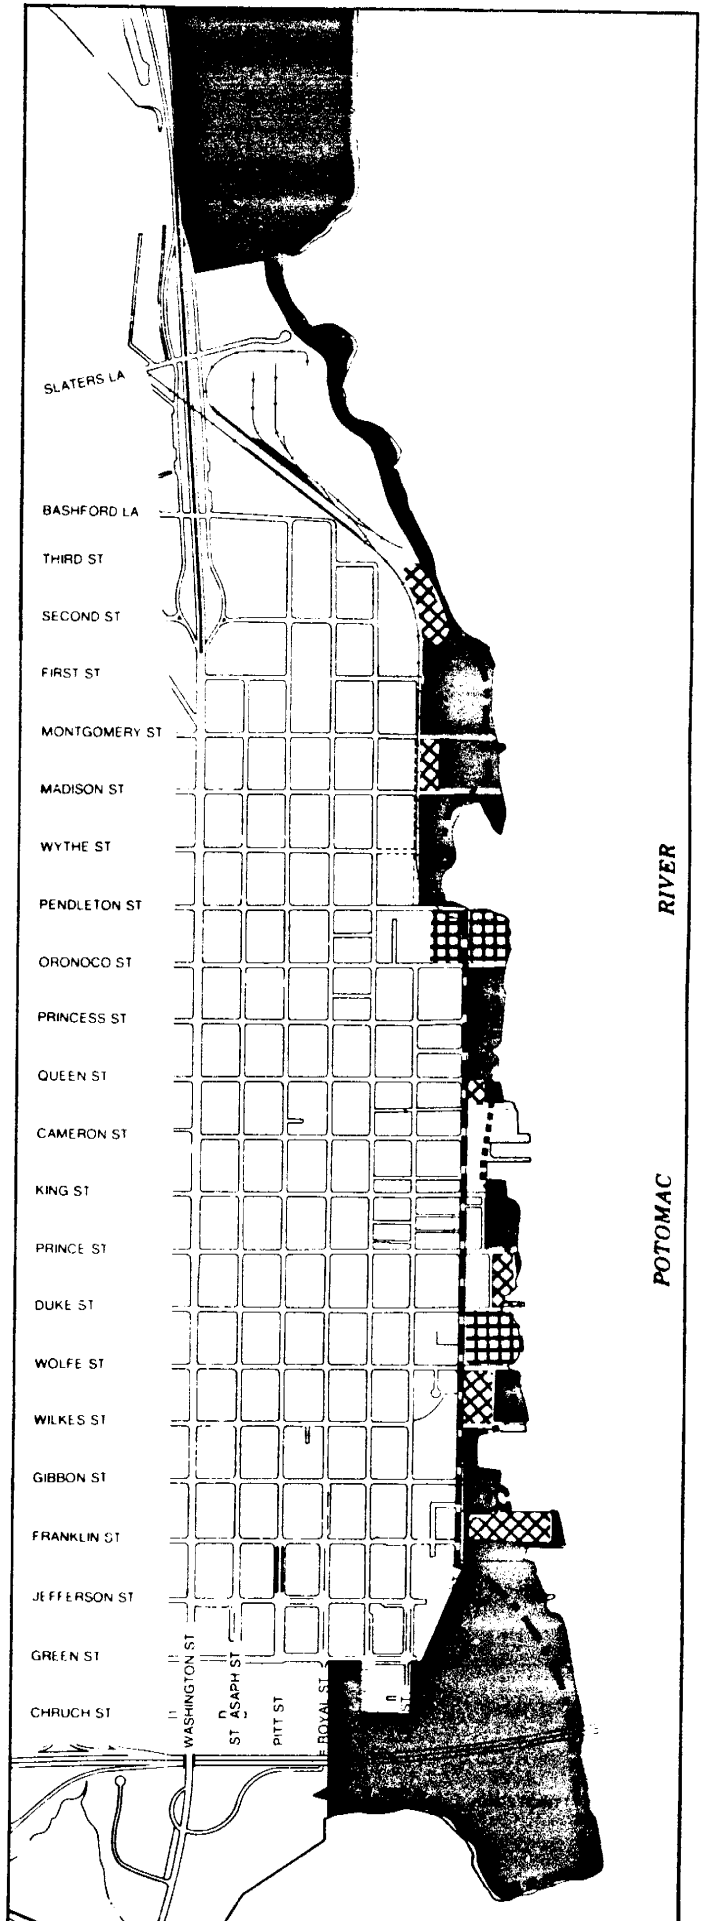 SLATERS LA
BASHFORD LA
THIRD ST
SECOND ST
FIRST ST
MONTGOMERY ST
MADISON ST
WYTHE ST
PENDLETON ST
ORONOCO ST
PRINCESS ST
QUEEN ST
CAMERON ST
KING ST
PRINCE ST
DUKE ST
WOLFE ST
WILKES ST
GIBBON ST
FRANKLIN ST
JEFFERSON ST
GREEN ST
CHRUCH ST
WASHINGTON ST
ST ASAPH ST
PITT ST
ROYAL ST
ST
POTOMAC
RIVER